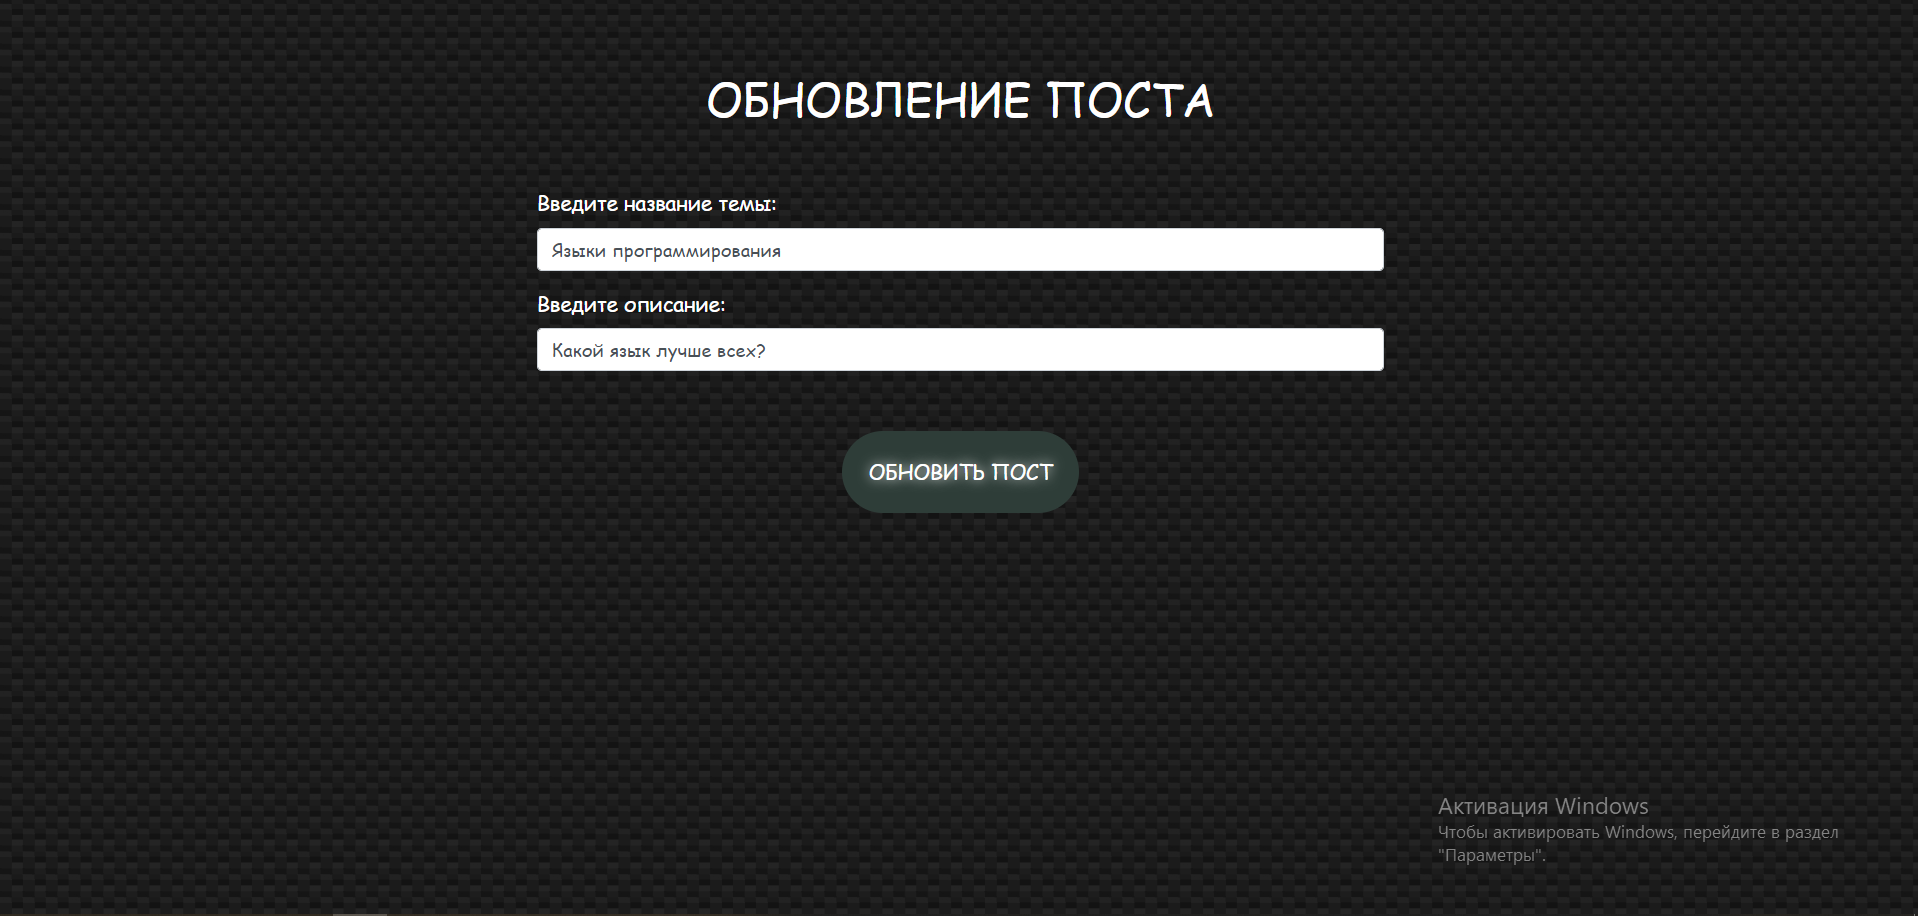 ОБНОВЛЕНИЕ ПОСТА
Введите название темы:
Языки программирования
Введите описание:
Какой язык лучше всех?
ОБНОВИТЬ ПОСТ
Активация Windows
Чтобы активировать Windows, перейдите в раздел
"Параметры".